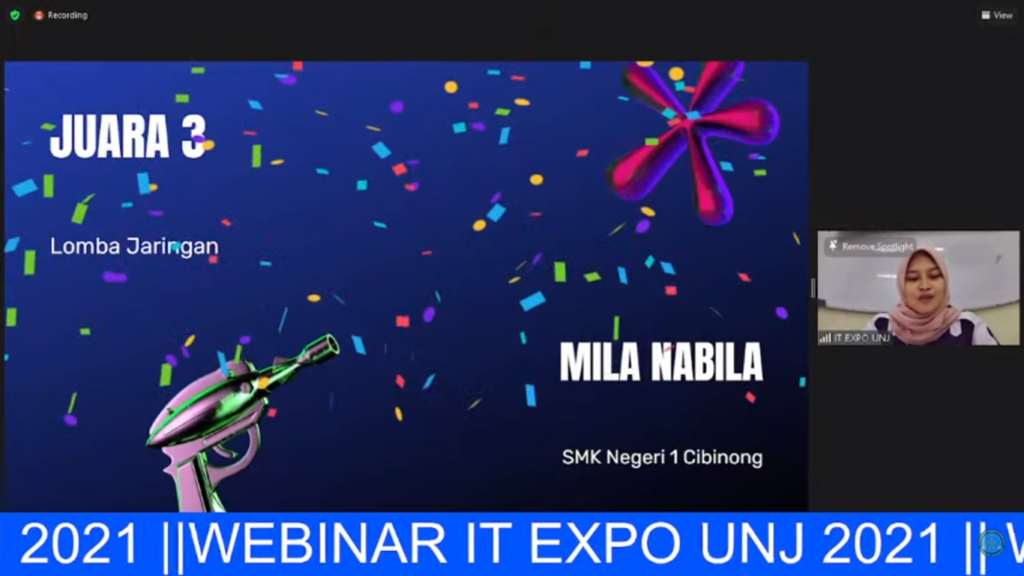 Recording
View
JUARA 3
Lomba Jaringan
Remove Spotlight
IT EXPO UNJ
MILA NABILA
SMK Negeri 1 Cibinong
2021 ||WEBINAR IT EXPO UNJ 2021 ||W